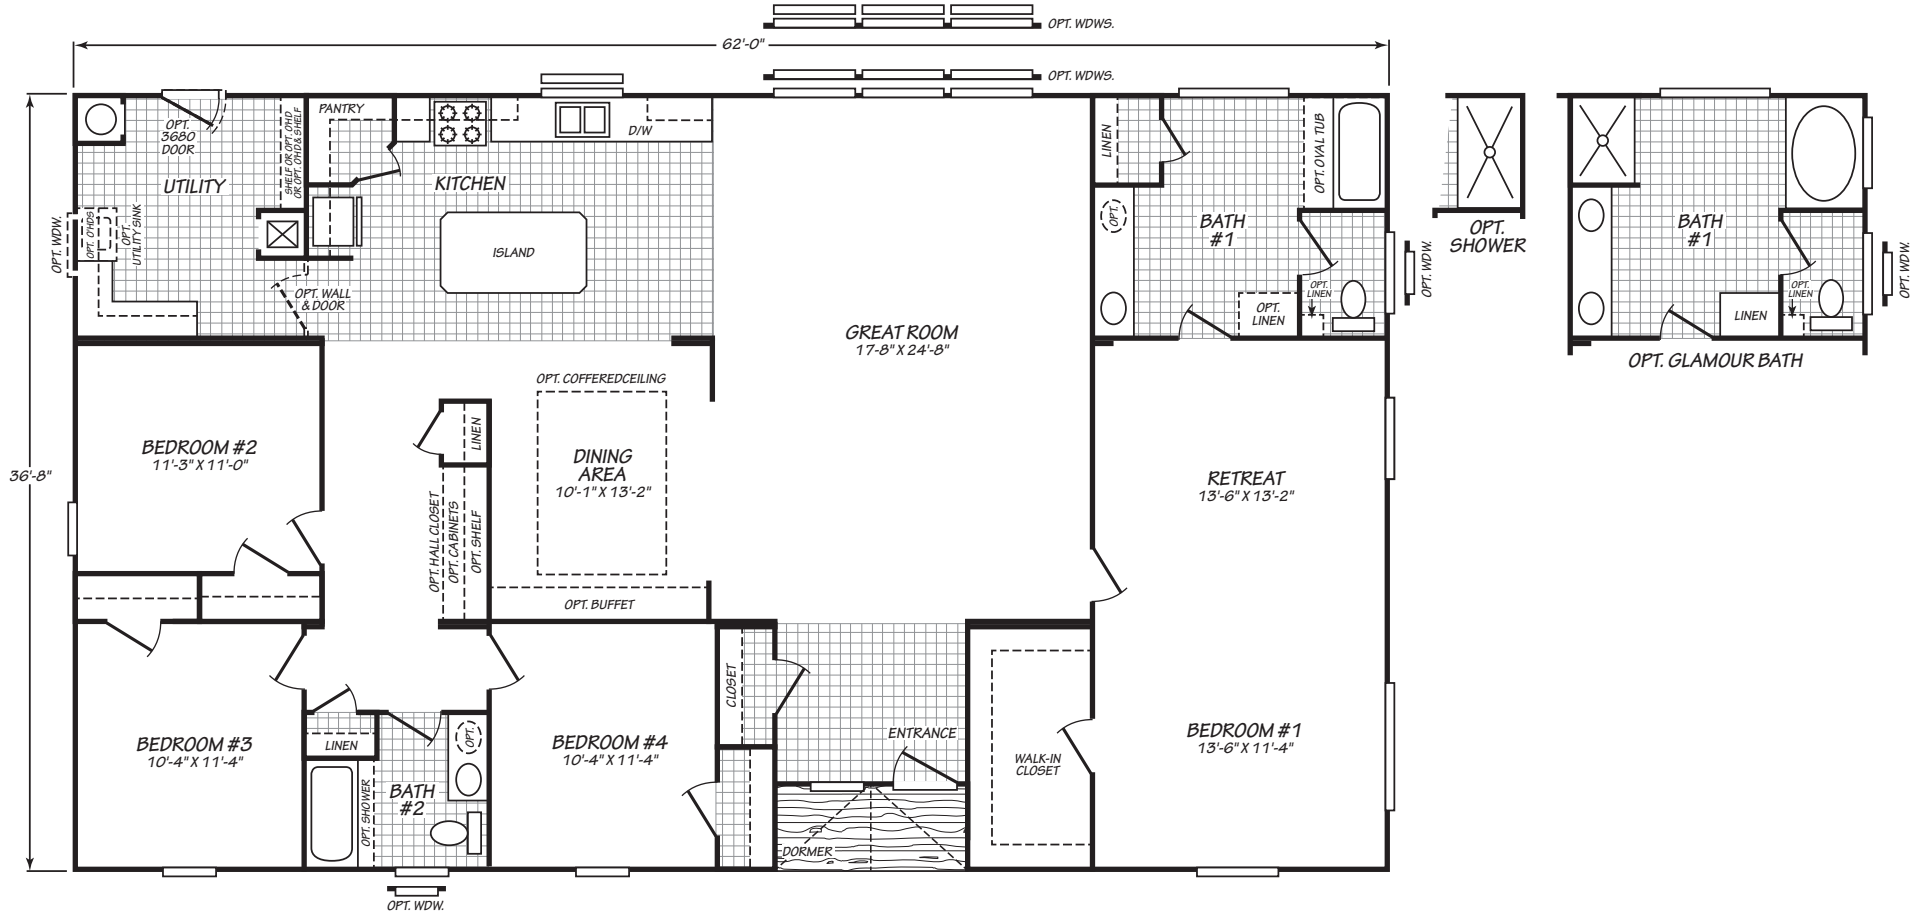 OPT. WDWS.
62'-0"
OPT. WDWS.
PANTRY
OPT.
3680
DOOR
SHELF OR OPT. O'HD
OR OPT. O'HD & SHELF
D/W
UTILITY
KITCHEN
LINEN
OPT. OVAL TUB
OPT. WDW.
OPT. O'HDS
OPT.
UTILITY SINK
ISLAND
OPT.
BATH
#1
OPT. WDW.
OPT.
SHOWER
BATH
#1
OPT. WDW.
OPT. WALL
& DOOR
OPT.
LINEN
OPT.
LINEN
LINEN
OPT.
LINEN
GREAT ROOM
17'-8" X 24'-8"
OPT. GLAMOUR BATH
OPT. COFFEREDCEILING
36'-8"
BEDROOM #2
11'-3" X 11'-0"
LINEN
DINING
AREA
10'-1" X 13'-2"
RETREAT
13'-6" X 13'-2"
OPT. HALL CLOSET
OPT. CABINETS
OPT. SHELF
OPT. BUFFET
CLOSET
ENTRANCE
BEDROOM #3
10'-4" X 11'-4"
LINEN
OPT.
BEDROOM #4
10'-4" X 11'-4"
WALK-IN
CLOSET
BEDROOM #1
13'-6" X 11'-4"
OPT. SHOWER
BATH
#2
DORMER
OPT. WDW.